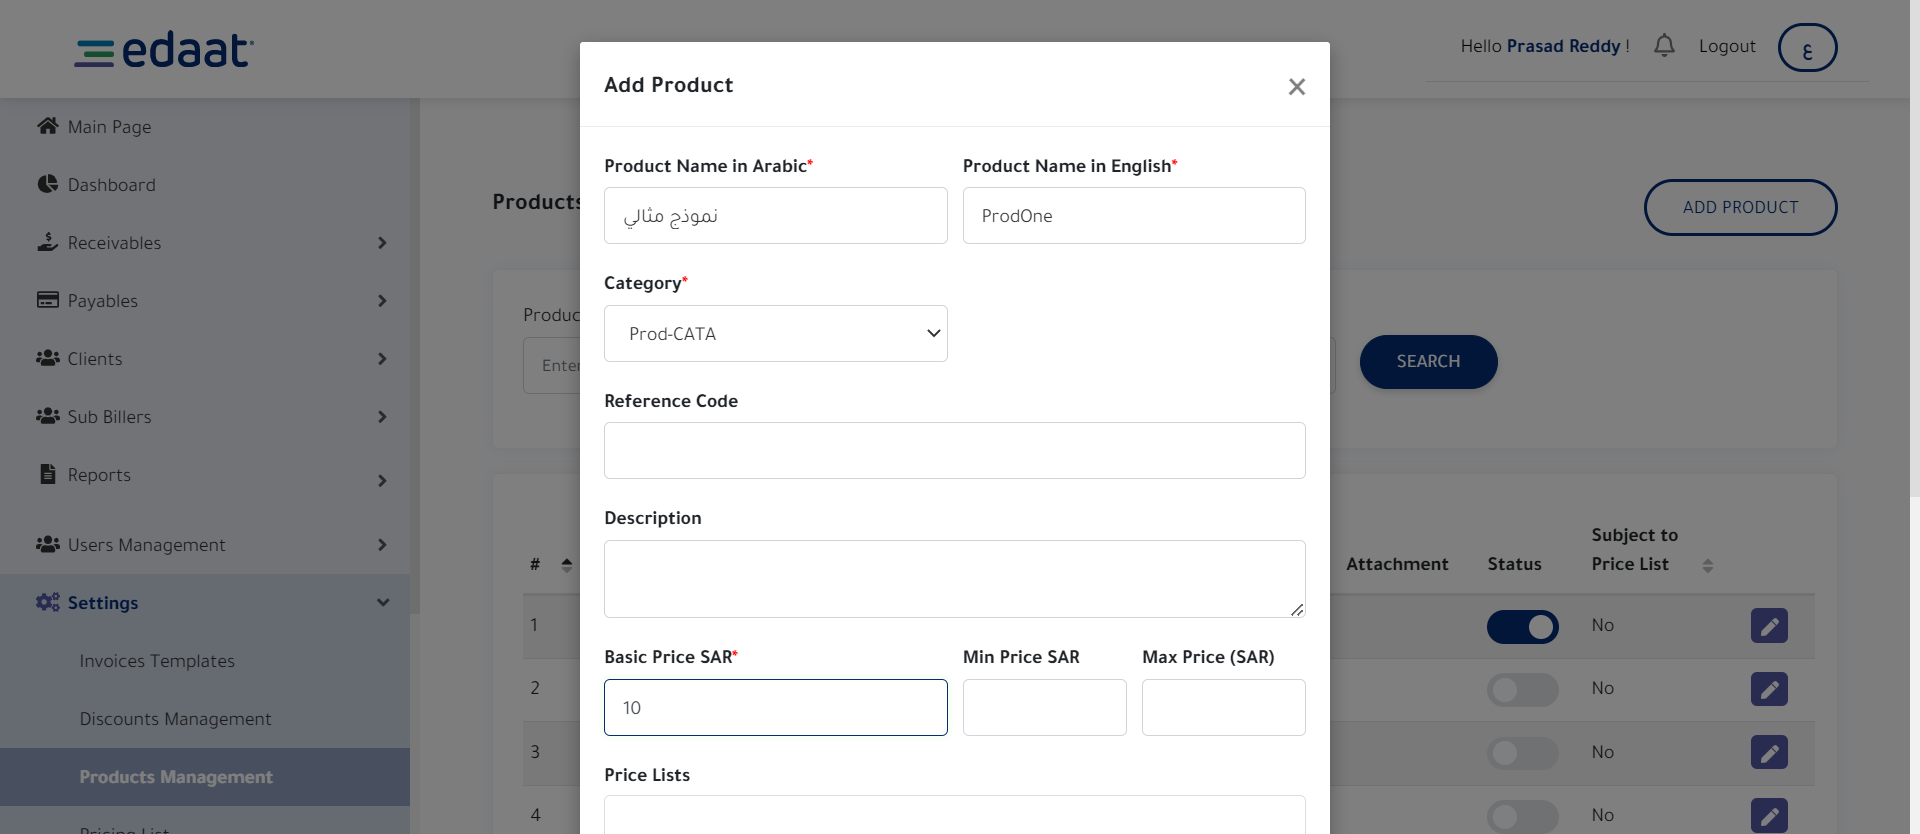 edaat
Hello Prasad Reddy !
Logout
ع
Main Page
Dashboard
Receivables
Payables
Clients
Sub Billers
Reports
Users Management
Settings
Invoices Templates
Discounts Management
Products Management
Pricing List
Products
ADD PRODUCT
Produc
Enter
SEARCH
# Attachment Status Subject to Price List
1 No
2 No
3 No
4 No
Add Product
Product Name in Arabic* Product Name in English*
نموذج مثالي ProdOne
Category*
Prod-CATA
Reference Code
Description
Basic Price SAR* Min Price SAR Max Price (SAR)
10
Price Lists